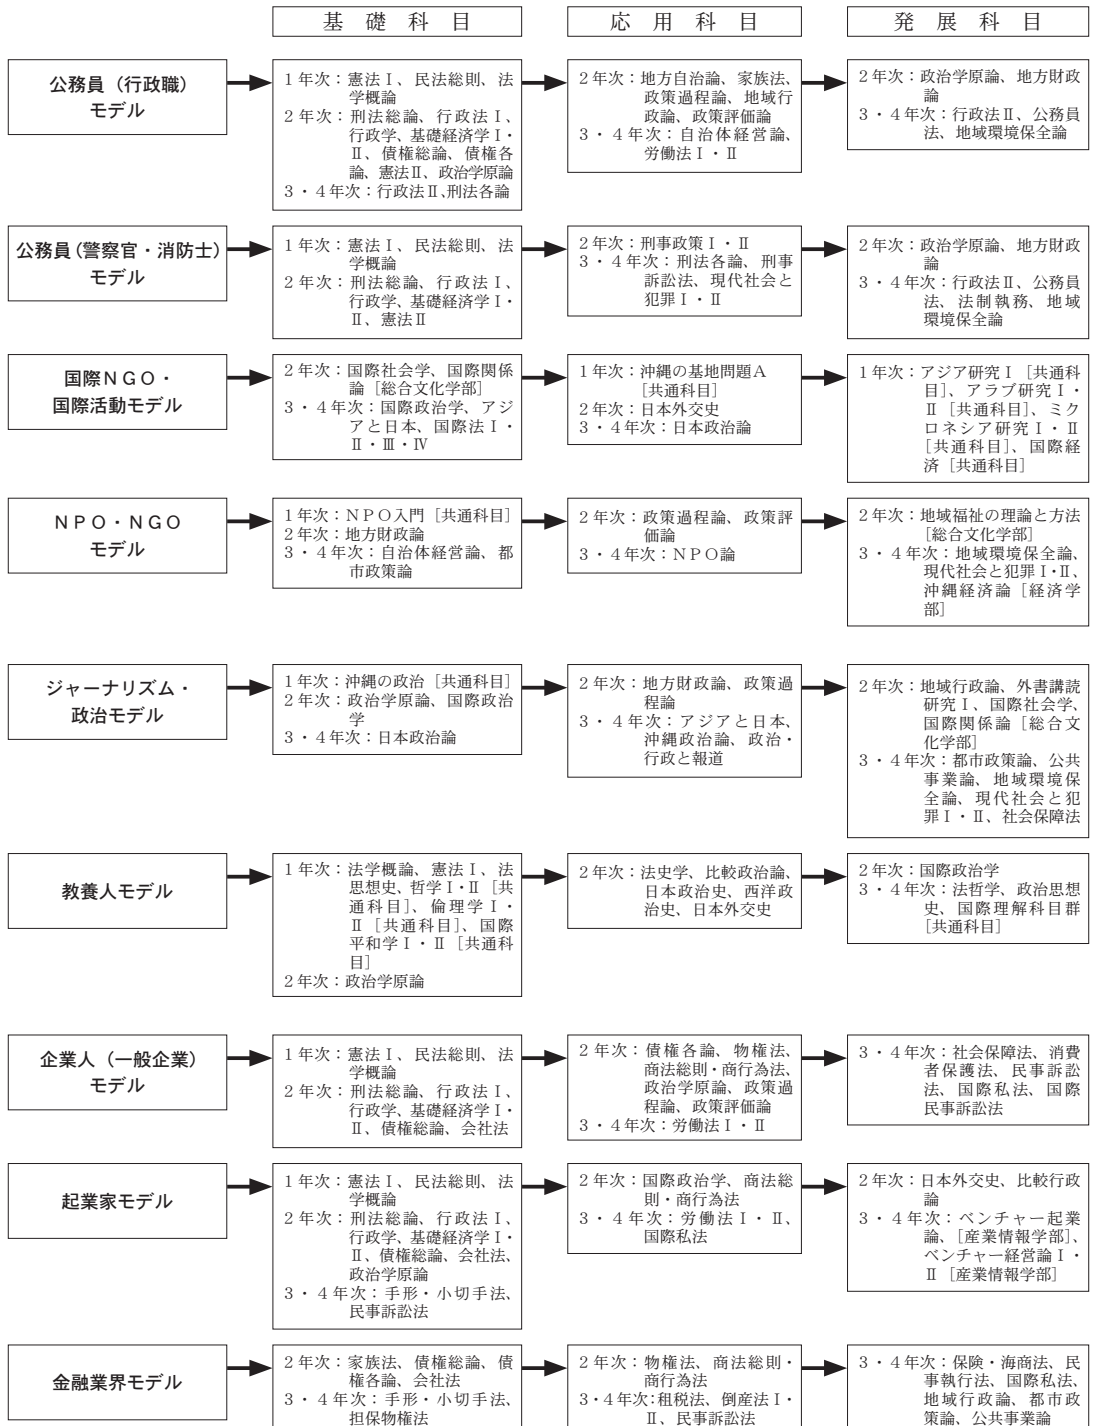 基礎科目
応用科目
発展科目
公務員（行政職）
モデル
１年次：憲法Ⅰ、民法総則、法
学概論
２年次：刑法総論、行政法Ⅰ、
行政学、基礎経済学Ⅰ・
Ⅱ、債権総論、債権各
論、憲法Ⅱ、政治学原論
３・４年次：行政法Ⅱ、刑法各論
２年次：地方自治論、家族法、
政策過程論、地域行
政論、政策評価論
３・４年次：自治体経営論、
労働法Ⅰ・Ⅱ
２年次：政治学原論、地方財政
論
３・４年次：行政法Ⅱ、公務員
法、地域環境保全論
公務員（警察官・消防士）
モデル
１年次：憲法Ⅰ、民法総則、法
学概論
２年次：刑法総論、行政法Ⅰ、
行政学、基礎経済学Ⅰ・
Ⅱ、憲法Ⅱ
２年次：刑事政策Ⅰ・Ⅱ
３・４年次：刑法各論、刑事
訴訟法、現代社会と
犯罪Ⅰ・Ⅱ
２年次：政治学原論、地方財政
論
３・４年次：行政法Ⅱ、公務員
法、法制執務、地域
環境保全論
国際ＮＧＯ・
国際活動モデル
２年次：国際社会学、国際関係
論［総合文化学部］
３・４年次：国際政治学、アジ
アと日本、国際法Ⅰ・
Ⅱ・Ⅲ・Ⅳ
１年次：沖縄の基地問題Ａ
［共通科目］
２年次：日本外交史
３・４年次：日本政治論
１年次：アジア研究Ⅰ［共通科
目］、アラブ研究Ⅰ・
Ⅱ［共通科目］、ミク
ロネシア研究Ⅰ・Ⅱ
［共通科目］、国際経
済［共通科目］
ＮＰＯ・ＮＧＯ
モデル
１年次：ＮＰＯ入門［共通科目］
２年次：地方財政論
３・４年次：自治体経営論、都
市政策論
２年次：政策過程論、政策評
価論
３・４年次：ＮＰＯ論
２年次：地域福祉の理論と方法
［総合文化学部］
３・４年次：地域環境保全論、
現代社会と犯罪Ⅰ・Ⅱ、
沖縄経済論［経済学
部］
ジャーナリズム・
政治モデル
１年次：沖縄の政治［共通科目］
２年次：政治学原論、国際政治
学
３・４年次：日本政治論
２年次：地方財政論、政策過
程論
３・４年次：アジアと日本、
沖縄政治論、政治・
行政と報道
２年次：地域行政論、外書講読
研究Ⅰ、国際社会学、
国際関係論［総合文
化学部］
３・４年次：都市政策論、公共
事業論、地域環境保
全論、現代社会と犯
罪Ⅰ・Ⅱ、社会保障法
教養人モデル
１年次：法学概論、憲法Ⅰ、法
思想史、哲学Ⅰ・Ⅱ［共
通科目］、倫理学Ⅰ・
Ⅱ［共通科目］、国際
平和学Ⅰ・Ⅱ［共通科
目］
２年次：政治学原論
２年次：法史学、比較政治論、
日本政治史、西洋政
治史、日本外交史
２年次：国際政治学
３・４年次：法哲学、政治思想
史、国際理解科目群
［共通科目］
企業人（一般企業）
モデル
１年次：憲法Ⅰ、民法総則、法
学概論
２年次：刑法総論、行政法Ⅰ、
行政学、基礎経済学Ⅰ・
Ⅱ、債権総論、会社法
２年次：債権各論、物権法、
商法総則・商行為法、
政治学原論、政策過
程論、政策評価論
３・４年次：労働法Ⅰ・Ⅱ
３・４年次：社会保障法、消費
者保護法、民事訴訟
法、国際私法、国際
民事訴訟法
起業家モデル
１年次：憲法Ⅰ、民法総則、法
学概論
２年次：刑法総論、行政法Ⅰ、
行政学、基礎経済学Ⅰ・
Ⅱ、債権総論、会社法、
政治学原論
３・４年次：手形・小切手法、
民事訴訟法
２年次：国際政治学、商法総
則・商行為法
３・４年次：労働法Ⅰ・Ⅱ、
国際私法
２年次：日本外交史、比較行政
論
３・４年次：ベンチャー起業
論、［産業情報学部］、
ベンチャー経営論Ⅰ・
Ⅱ［産業情報学部］
金融業界モデル
２年次：家族法、債権総論、債
権各論、会社法
３・４年次：手形・小切手法、
担保物権法
２年次：物権法、商法総則・
商行為法
３・４年次：租税法、倒産法Ⅰ・
Ⅱ、民事訴訟法
３・４年次：保険・海商法、民
事執行法、国際私法、
地域行政論、都市政
策論、公共事業論